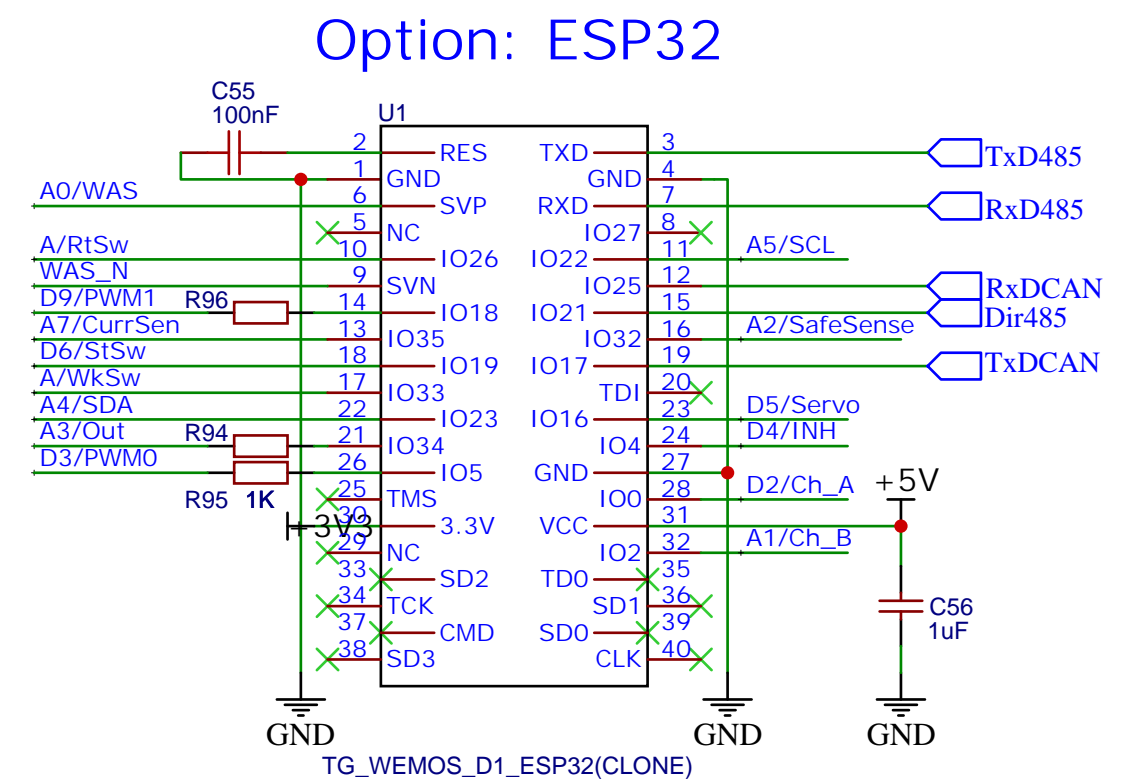 Option: ESP32
C55
100nF
U1
2 RES TXD 3 TxD485
1 GND GND 4
A0/WAS 6 SVP RXD 7 RxD485
5 NC IO27 8
A/RtSw 10 IO26 IO22 11 A5/SCL
WAS_N 9 SVN IO25 12 RxDCAN
D9/PWM1 R96 14 IO18 IO21 15 Dir485
A7/CurrSen 13 IO35 IO32 16 A2/SafeSense
D6/StSw 18 IO19 IO17 19 TxDCAN
A/WkSw 17 IO33 TDI 20
A4/SDA 22 IO23 IO16 23 D5/Servo
A3/Out R94 21 IO34 IO4 24 D4/INH
D3/PWM0 26 IO5 GND 27
R95 1K 25 TMS IO0 28 D2/Ch_A +5V
+3V3 30 3.3V VCC 31
29 NC IO2 32 A1/Ch_B
33 SD2 TD0 35
34 TCK SD1 36 C56
37 CMD SD0 39 1uF
38 SD3 CLK 40
GND GND GND
TG_WEMOS_D1_ESP32(CLONE)